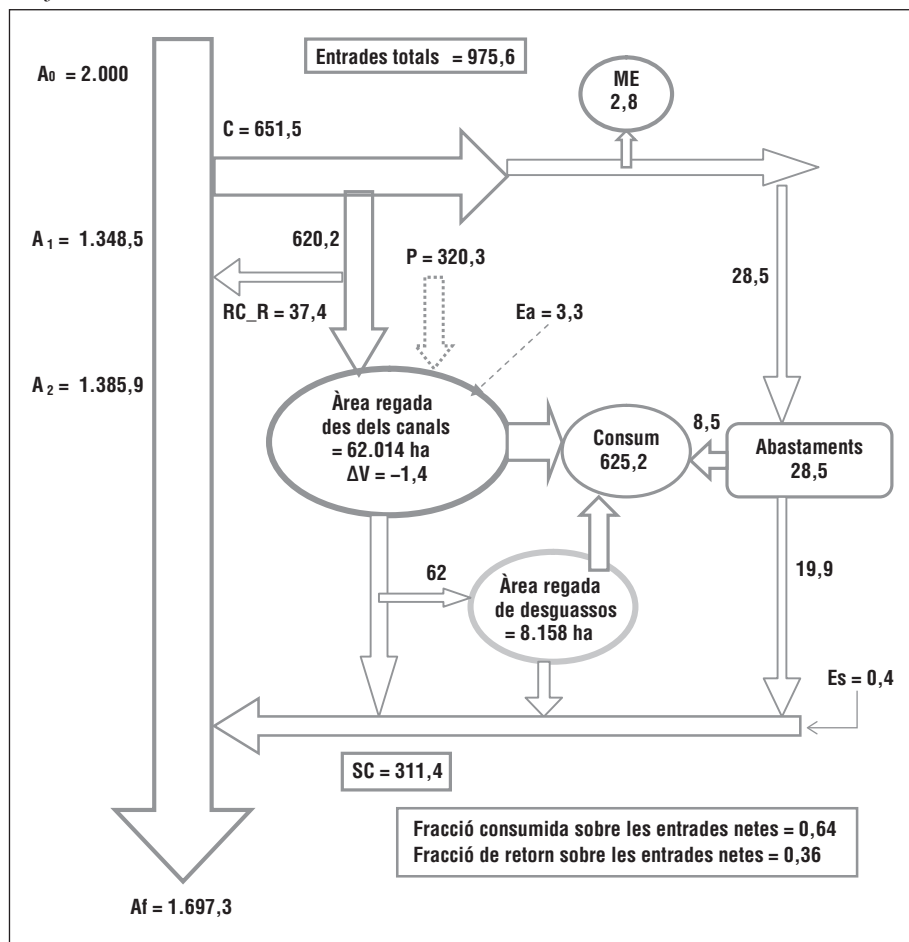 Entrades totals = 975,6
A0 = 2.000
ME
2,8
C = 651,5
A1 = 1.348,5
620,2
P = 320,3
28,5
RC_R = 37,4
Ea = 3,3
A2 = 1.385,9
Àrea regada
des dels canals
= 62.014 ha
ΔV = –1,4
Consum
625,2
8,5
Abastaments
28,5
62
Àrea regada
de desguassos
= 8.158 ha
19,9
Es = 0,4
SC = 311,4
Fracció consumida sobre les entrades netes = 0,64
Fracció de retorn sobre les entrades netes = 0,36
Af = 1.697,3